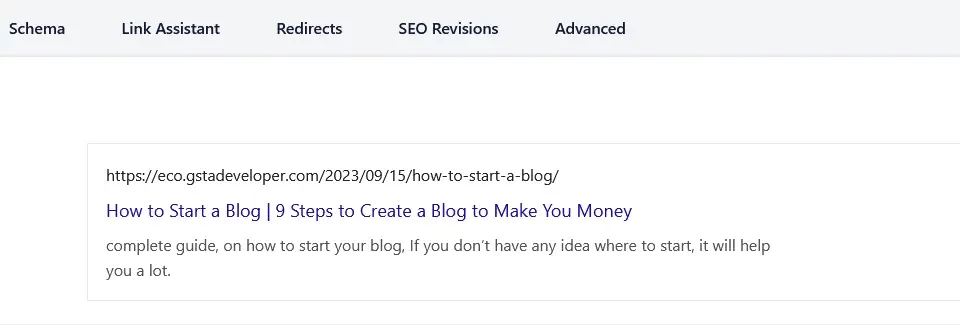 Schema Link Assistant Redirects SEO Revisions Advanced
https://eco.gstadeveloper.com/2023/09/15/how-to-start-a-blog/
How to Start a Blog | 9 Steps to Create a Blog to Make You Money
complete guide, on how to start your blog, If you don’t have any idea where to start, it will help
you a lot.